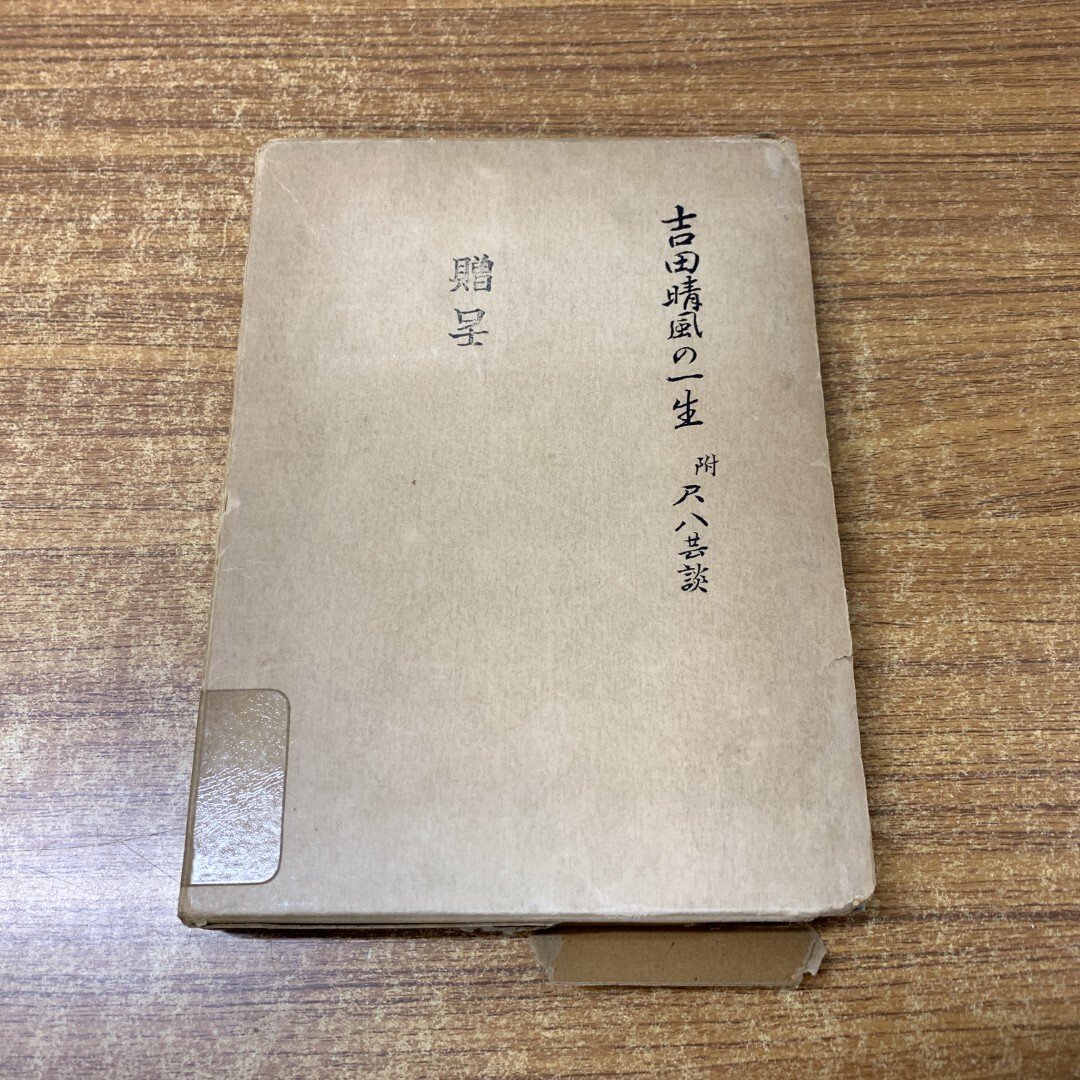 吉田晴風の一生
附 尺八芸談
贈呈